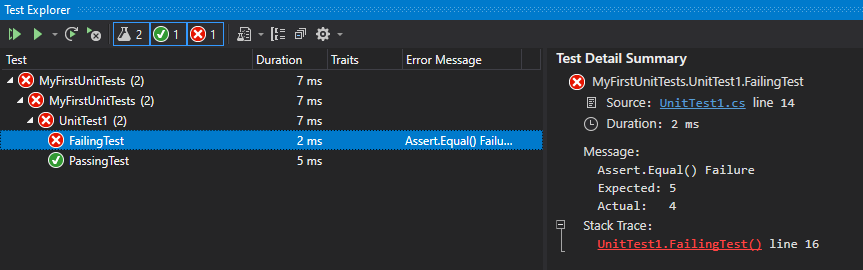 Test Explorer
2 1 1
Test Duration Traits Error Message
MyFirstUnitTests (2) 7 ms
MyFirstUnitTests (2) 7 ms
UnitTest1 (2) 7 ms
FailingTest 2 ms Assert.Equal() Failu...
PassingTest 5 ms
Test Detail Summary
MyFirstUnitTests.UnitTest1.FailingTest
Source: UnitTest1.cs line 14
Duration: 2 ms
Message:
Assert.Equal() Failure
Expected: 5
Actual: 4
Stack Trace:
UnitTest1.FailingTest() line 16